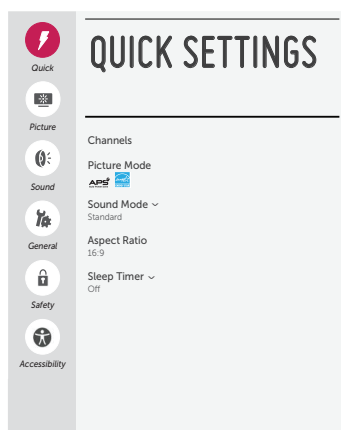 QUICK SETTINGS
Quick
Picture
Sound
General
Safety
Accessibility
Channels
Picture Mode
APS
Sound Mode
Standard
Aspect Ratio
16:9
Sleep Timer
Off